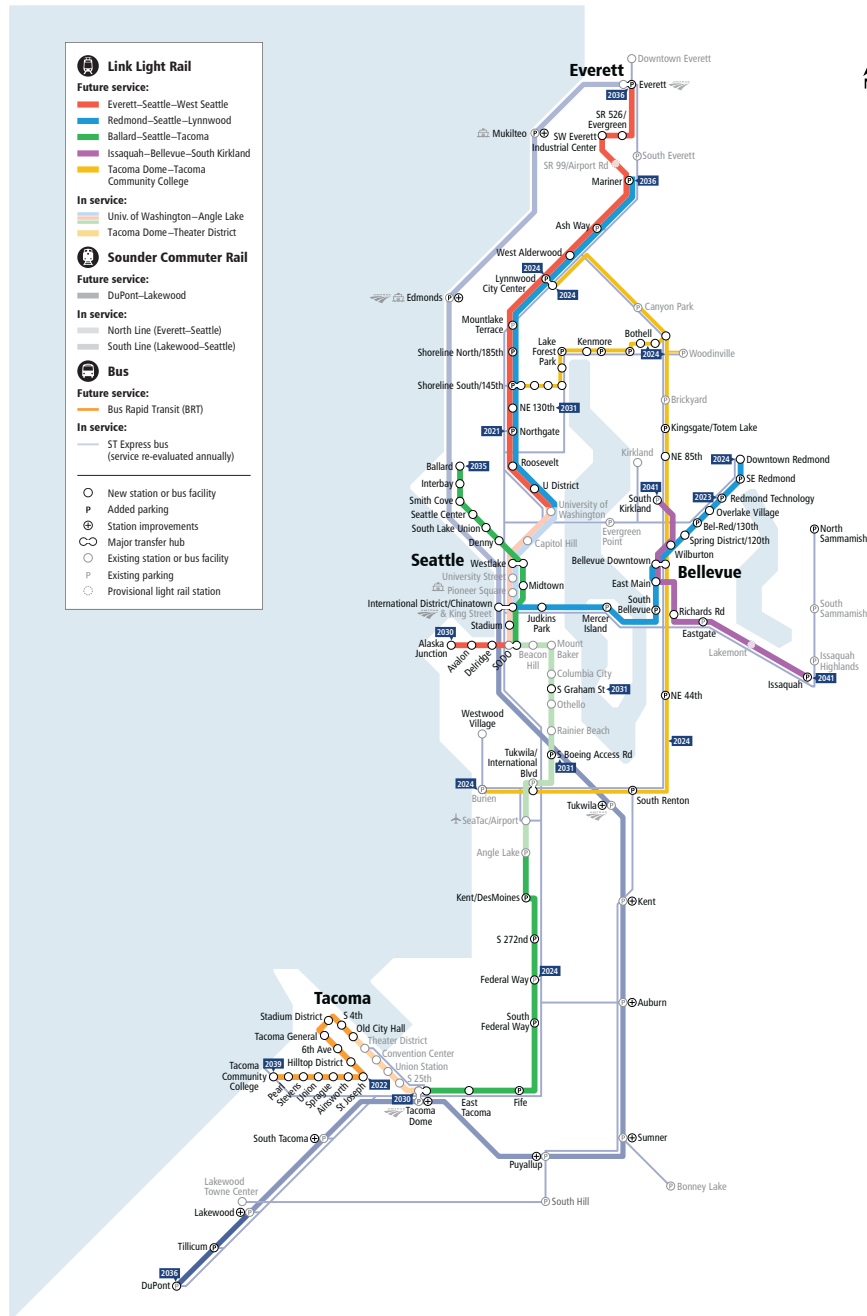 Link Light Rail
Future service:
Everett–Seattle–West Seattle
Redmond–Seattle–Lynnwood
Ballard–Seattle–Tacoma
Issaquah–Bellevue–South Kirkland
Tacoma Dome–Tacoma
Community College
In service:
Univ. of Washington–Angle Lake
Tacoma Dome–Theater District
Sounder Commuter Rail
Future service:
DuPont–Lakewood
In service:
North Line (Everett–Seattle)
South Line (Lakewood–Seattle)
Bus
Future service:
Bus Rapid Transit (BRT)
In service:
ST Express bus
(service re-evaluated annually)
New station or bus facility
P
Added parking
Station improvements
Major transfer hub
Existing station or bus facility
P
Existing parking
Provisional light rail station
Downtown Everett
Everett
Everett
2036
SR 526/
Evergreen
SW Everett
Industrial Center
Mukilteo
South Everett
SR 99/Airport Rd
Mariner
2036
Ash Way
West Alderwood
2024
Lynnwood
City Center
2024
Edmonds
Canyon Park
Mountlake
Terrace
Shoreline North/185th
Lake
Forest
Park
Kenmore
Bothell
2024
Woodinville
Shoreline South/145th
NE 130th
2031
Brickyard
2021
Northgate
Kingsgate/Totem Lake
Roosevelt
Ballard
2035
Kirkland
NE 85th
2024
Downtown Redmond
Interbay
U District
2041
SE Redmond
Smith Cove
South
Kirkland
2023
Redmond Technology
Seattle Center
University of
Washington
Overlake Village
South Lake Union
Evergreen
Point
Bel-Red/130th
Denny
Capitol Hill
Spring District/120th
North
Sammamish
Seattle
Wilburton
Westlake
Bellevue Downtown
Bellevue
University Street
Midtown
East Main
Pioneer Square
International District/Chinatown
& King Street
South
Bellevue
Stadium
Judkins
Park
Mercer
Island
Richards Rd
South
Sammamish
2030
Eastgate
Alaska
Junction
Avalon
Delridge
SODO
Beacon
Hill
Mount
Baker
Lakemont
Issaquah
Highlands
Columbia City
Issaquah
2041
S Graham St
2031
NE 44th
Othello
Westwood
Village
Rainier Beach
2024
Tukwila/
International
Blvd
S Boeing Access Rd
2031
2024
Burien
South Renton
Tukwila
SeaTac/Airport
Angle Lake
Kent/DesMoines
Kent
S 272nd
Federal Way
2024
Auburn
South
Federal Way
Tacoma
Stadium District
S 4th
Old City Hall
Tacoma General
Theater District
6th Ave
Convention Center
Hilltop District
Union Station
2039
S 25th
Tacoma
Community
College
Pearl
Stevens
Union
Sprague
Ainsworth
St Joseph
2022
2030
Tacoma
Dome
East
Tacoma
Fife
South Tacoma
Sumner
Puyallup
Lakewood
Towne Center
Bonney Lake
South Hill
Lakewood
Tillicum
2036
DuPont